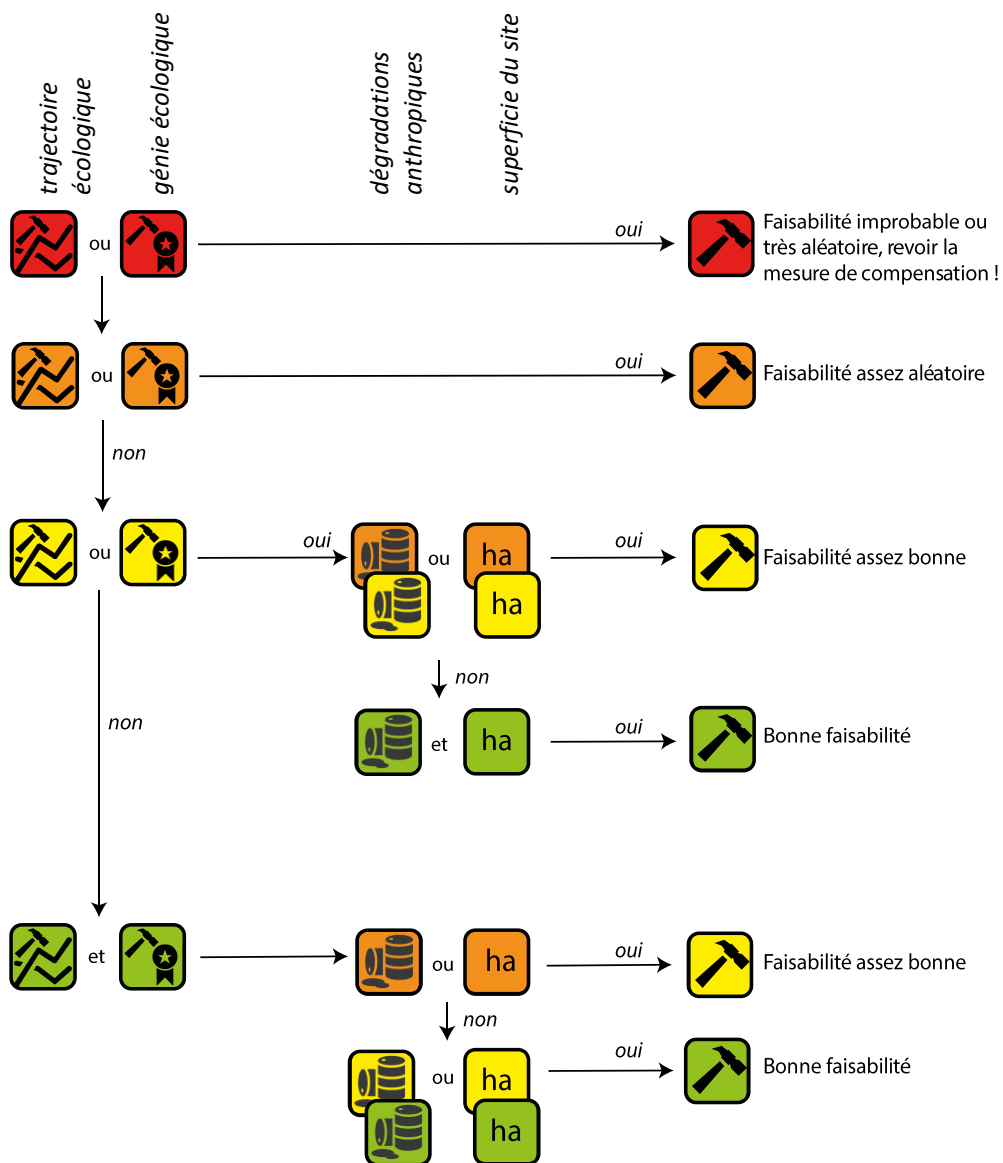 trajectoire
écologique
génie écologique
dégradations
anthropiques
superficie du site
ou
oui
Faisabilité improbable ou
très aléatoire, revoir la
mesure de compensation !
ou
oui
Faisabilité assez aléatoire
non
ou
oui
ou
ha
ha
oui
Faisabilité assez bonne
non
non
et
ha
oui
Bonne faisabilité
et
ou
ha
oui
Faisabilité assez bonne
non
ou
ha
ha
oui
Bonne faisabilité